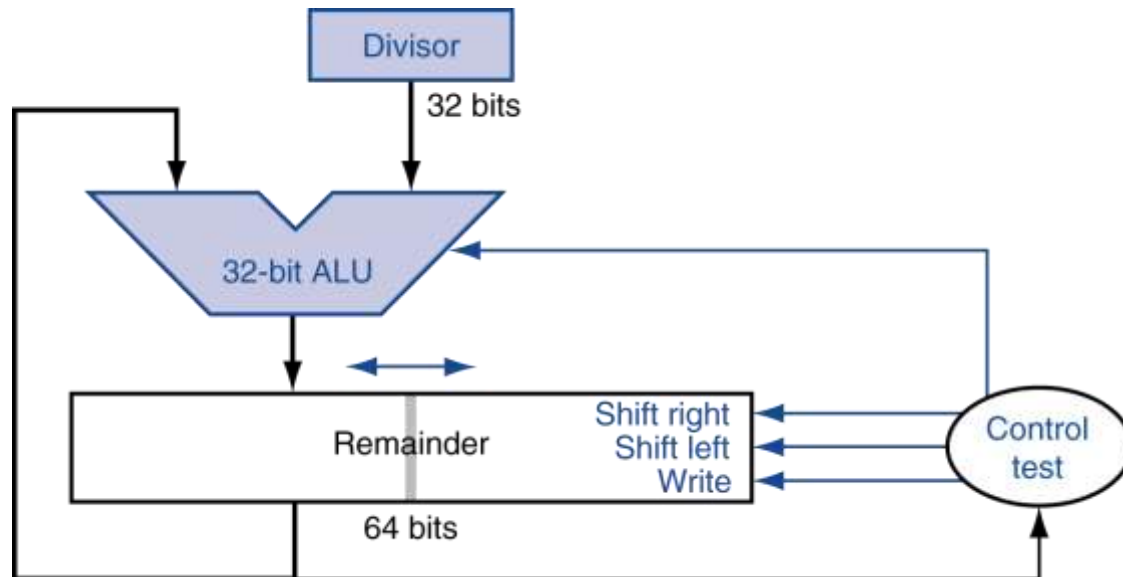 Divisor
32 bits
32-bit ALU
Remainder
Shift right
Shift left
Write
Control
test
64 bits